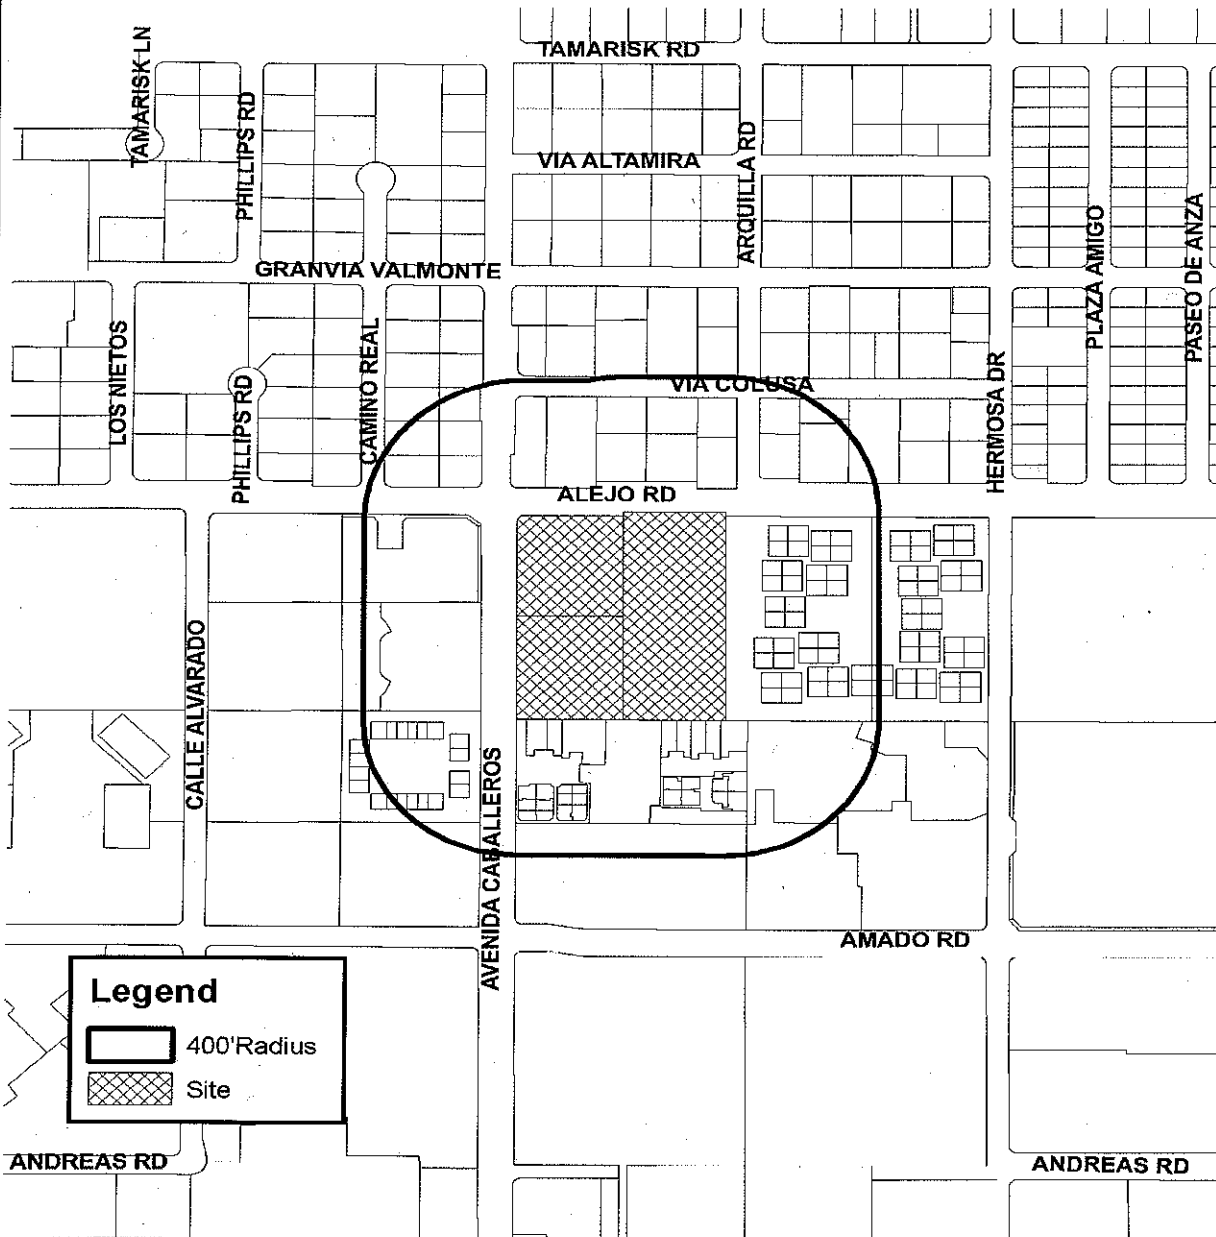 TAMARISK RD
TAMARISK LN
PHILLIPS RD
VIA ALTAMIRA
ARQUILLA RD
GRANVIA VALMONTE
PLAZA AMIGO
PASEO DE ANZA
LOS NIETOS
CAMINO REAL
PHILLIPS RD
VIA COLUSA
HERMOSA DR
ALEJO RD
CALLE ALVARADO
AVENIDA CABALLEROS
AMADO RD
Legend
400'Radius
Site
ANDREAS RD
ANDREAS RD